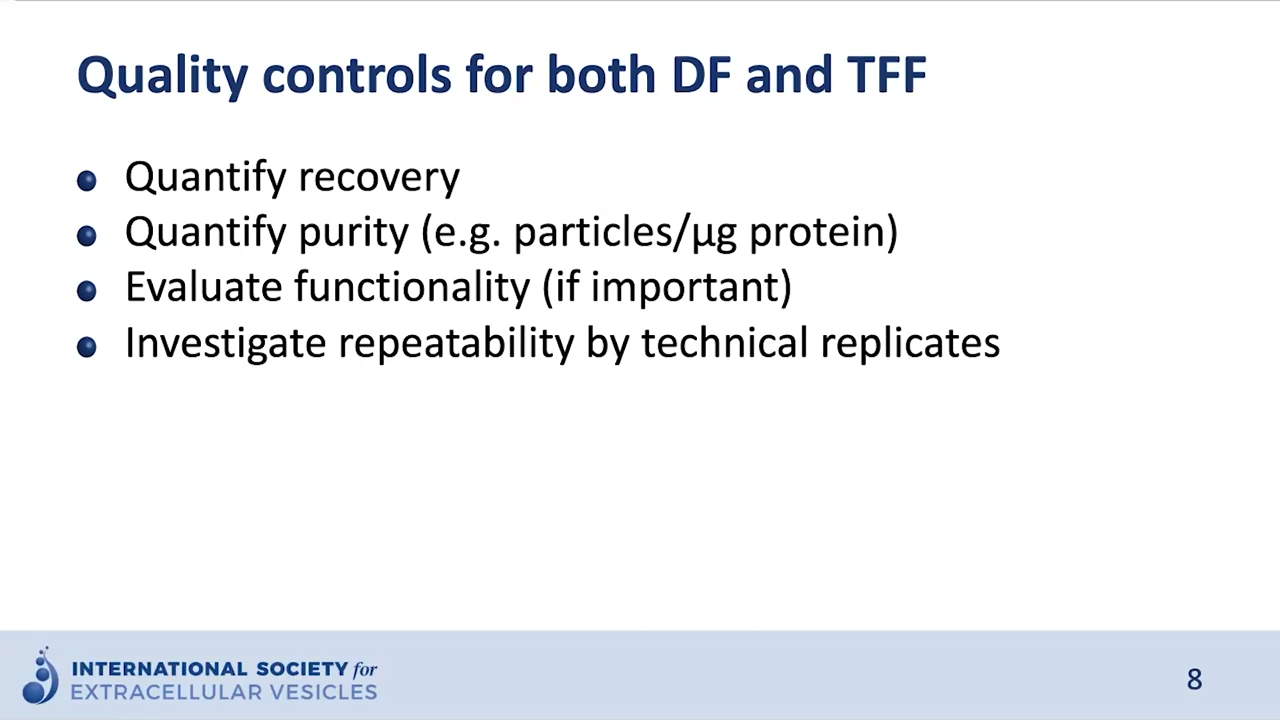 Quality controls for both DF and TFF
Quantify recovery
Quantify purity (e.g. particles/µg protein)
Evaluate functionality (if important)
Investigate repeatability by technical replicates
INTERNATIONAL SOCIETY for
EXTRACELLULAR VESICLES
8